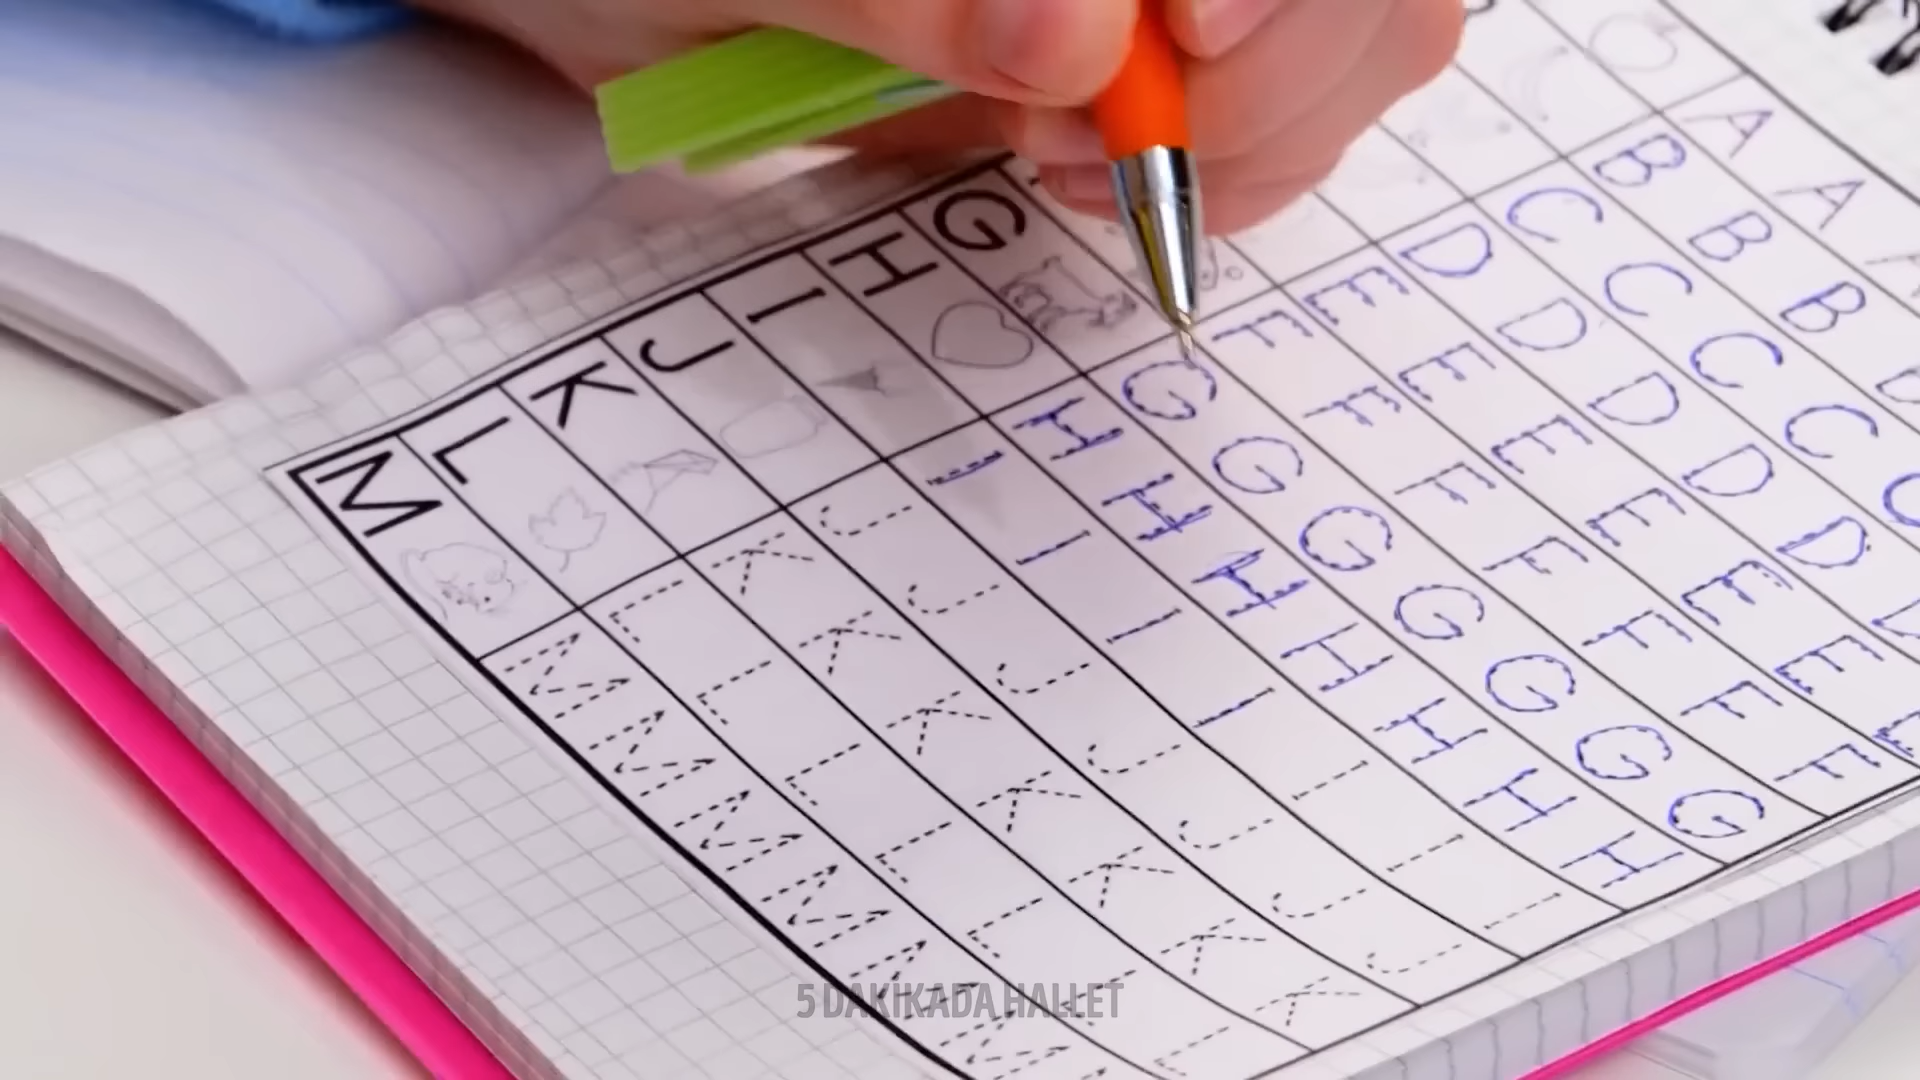 A A A
B B B B
C C C C C
D D D D D D
E E E E E E E
F F F F F F F
G G G G G G G G
H H H H H H H H
I I I I I I I I
J J J J J J J J
K K K K K K K K
L L L L L L L L
M M M M M M M
5 DAKİKADA HALLET